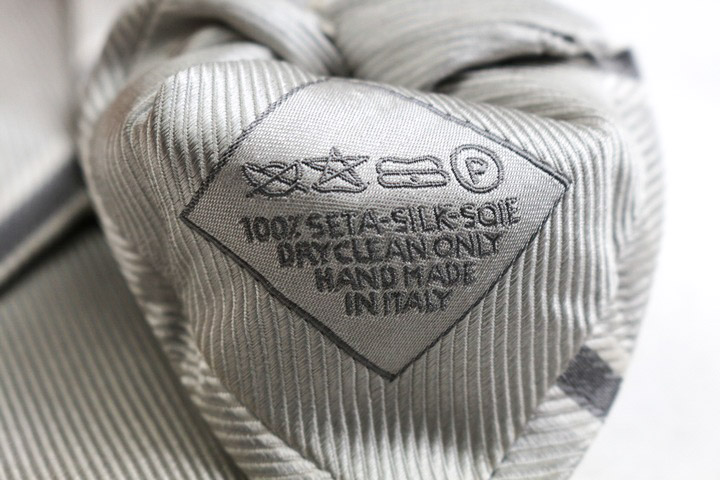 P
100% SETA-SILK-SOIE
DRYCLEAN ONLY
HAND MADE
IN ITALY